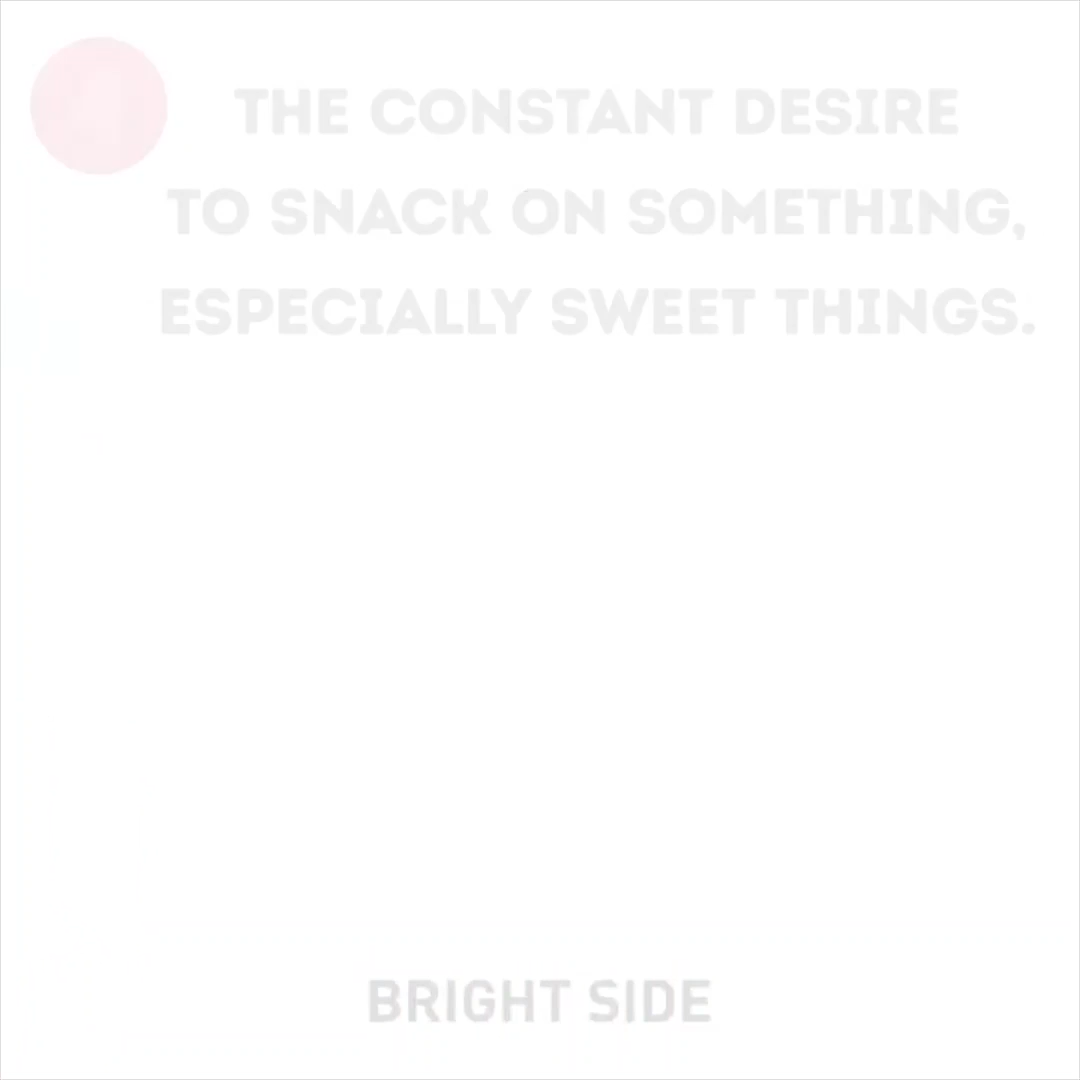 THE CONSTANT DESIRE
TO SNACK ON SOMETHING,
ESPECIALLY SWEET THINGS.
BRIGHT SIDE